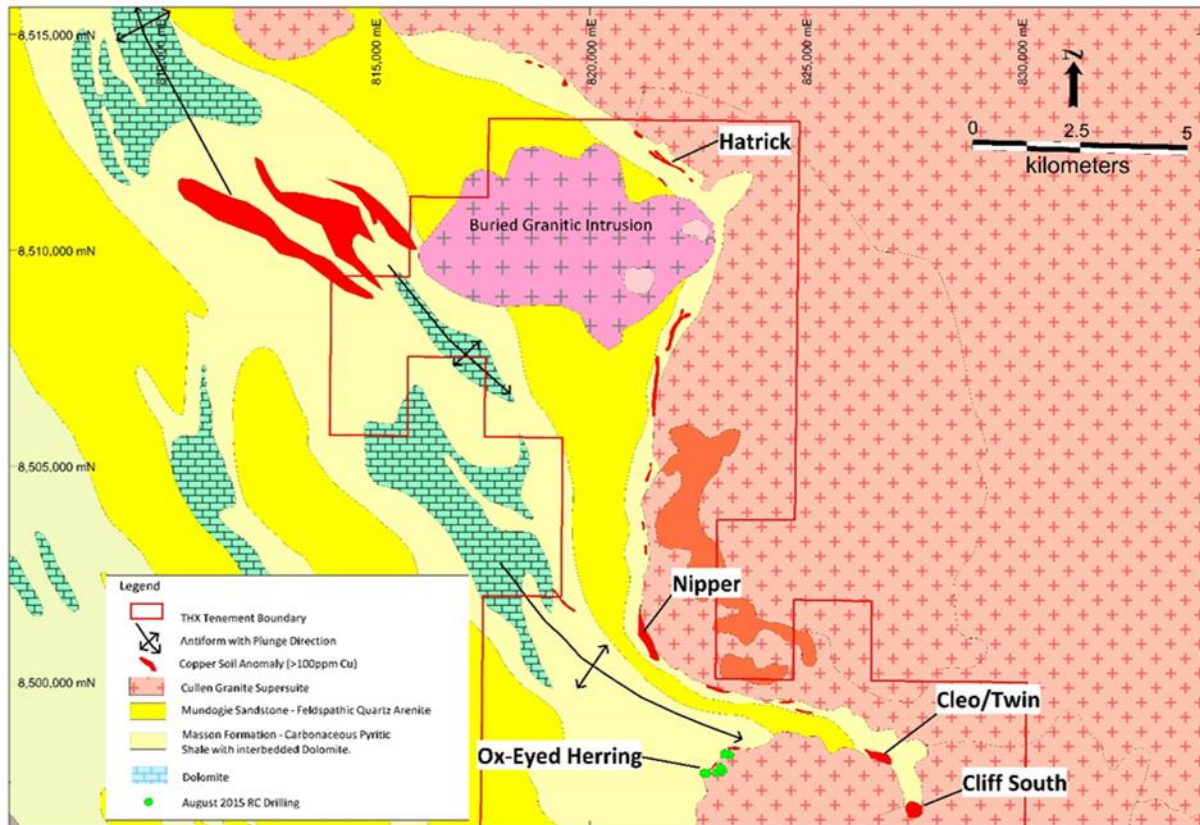 8,515,000 mN
810,000 mE
815,000 mE
820,000 mE
825,000 mE
830,000 mE
N
0 2.5 5
kilometers
Hatrick
Buried Granitic Intrusion
8,510,000 mN
8,505,000 mN
Nipper
8,500,000 mN
Cleo/Twin
Ox-Eyed Herring
Cliff South
Legend
THX Tenement Boundary
Antiform with Plunge Direction
Copper Soil Anomaly (>100ppm Cu)
Cullen Granite Supersuite
Mundogie Sandstone - Feldspathic Quartz Arenite
Masson Formation - Carbonaceous Pyritic
Shale with interbedded Dolomite.
Dolomite
August 2015 RC Drilling